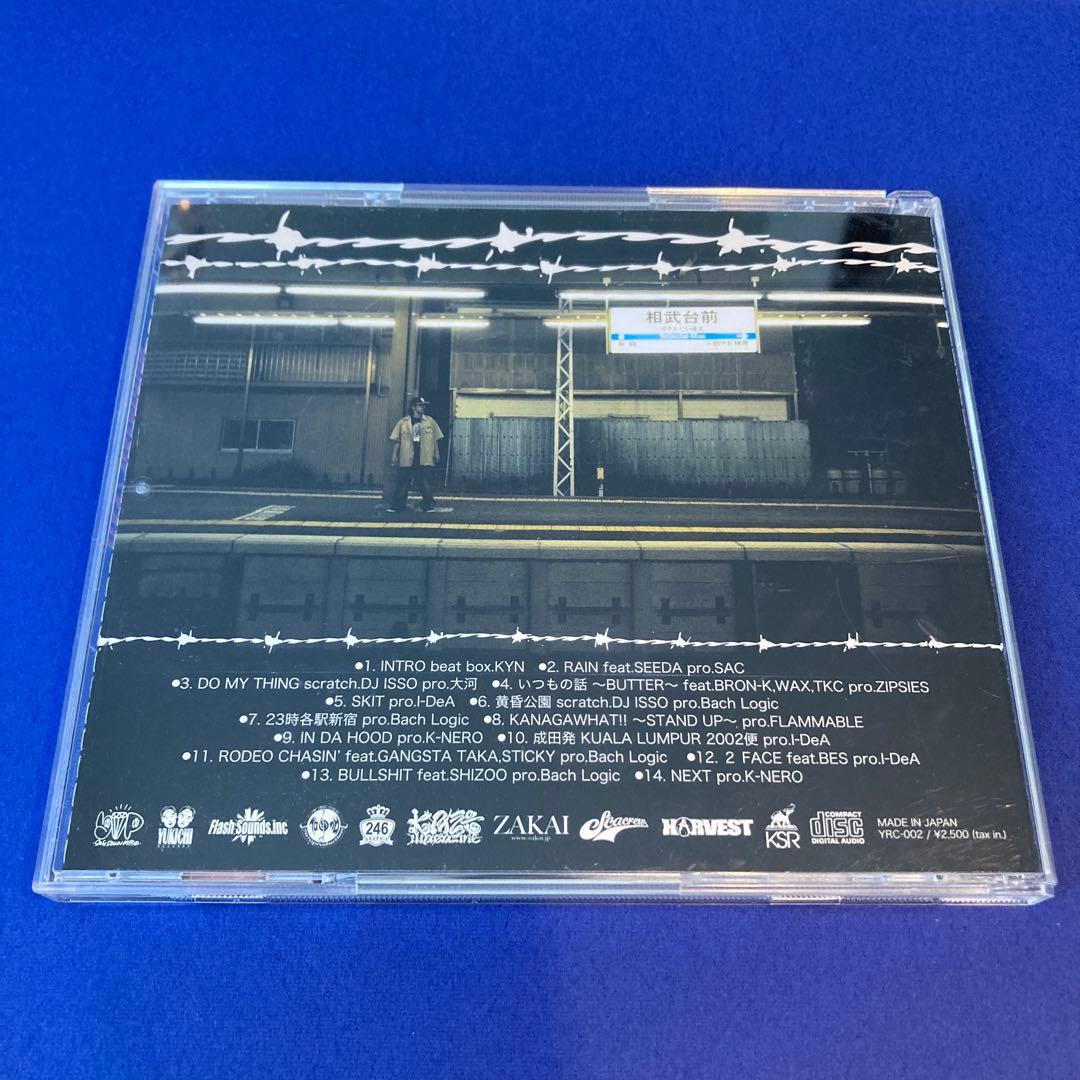 相武台前
●1. INTRO beat box.KYN ●2. RAIN feat.SEEDA pro.SAC
●3. DO MY THING scratch.DJ ISSO pro.大河 ●4. いつもの話 〜BUTTER〜 feat.BRON-K,WAX,TKC pro.ZIPSIES
●5. SKIT pro.I-DeA ●6. 黄昏公園 scratch.DJ ISSO pro.Bach Logic
●7. 23時各駅新宿 pro.Bach Logic ●8. KANAGAWHAT!! 〜STAND UP〜 pro.FLAMMABLE
●9. IN DA HOOD pro.K-NERO ●10. 成田発 KUALA LUMPUR 2002便 pro.I-DeA
●11. RODEO CHASIN' feat.GANGSTA TAKA,STICKY pro.Bach Logic ●12. 2 FACE feat.BES pro.I-DeA
●13. BULLSHIT feat.SHIZOO pro.Bach Logic ●14. NEXT pro.K-NERO
YUKICHI Flash Sounds.inc 246 ZAKAI Seacrew HARVEST KSR COMPACT disc DIGITAL AUDIO
www.zakai.jp
MADE IN JAPAN
YRC-002 / ¥2,500 (tax in.)